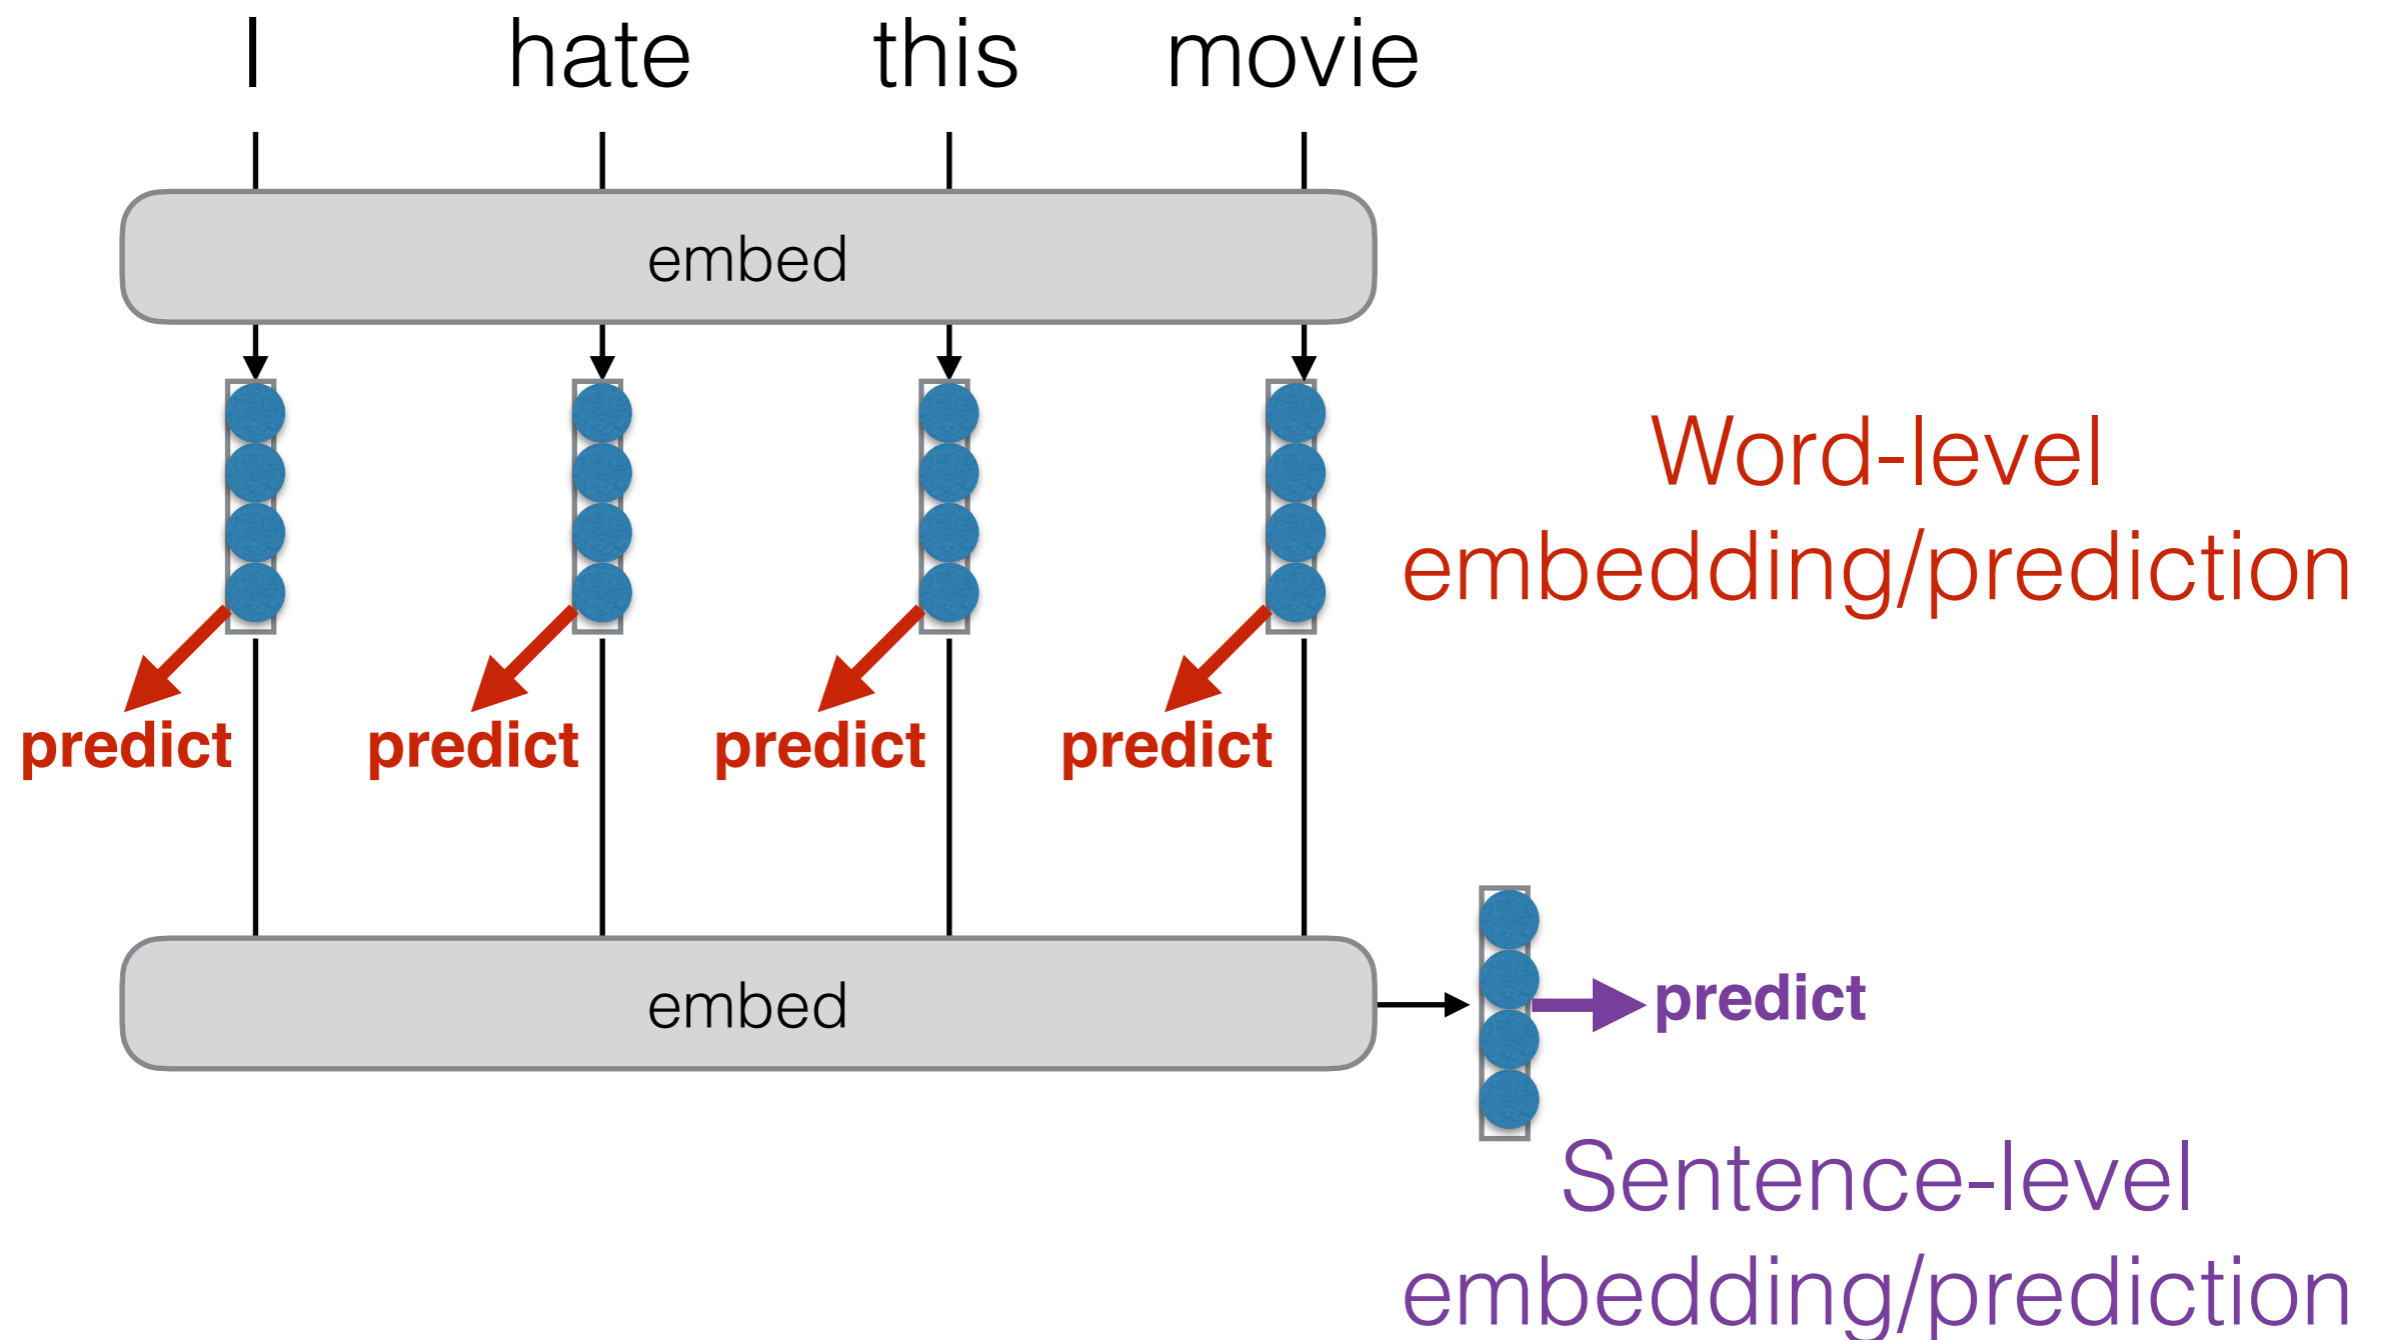 I hate this movie
embed
Word-level
embedding/prediction
predict predict predict predict
embed
predict
Sentence-level
embedding/prediction